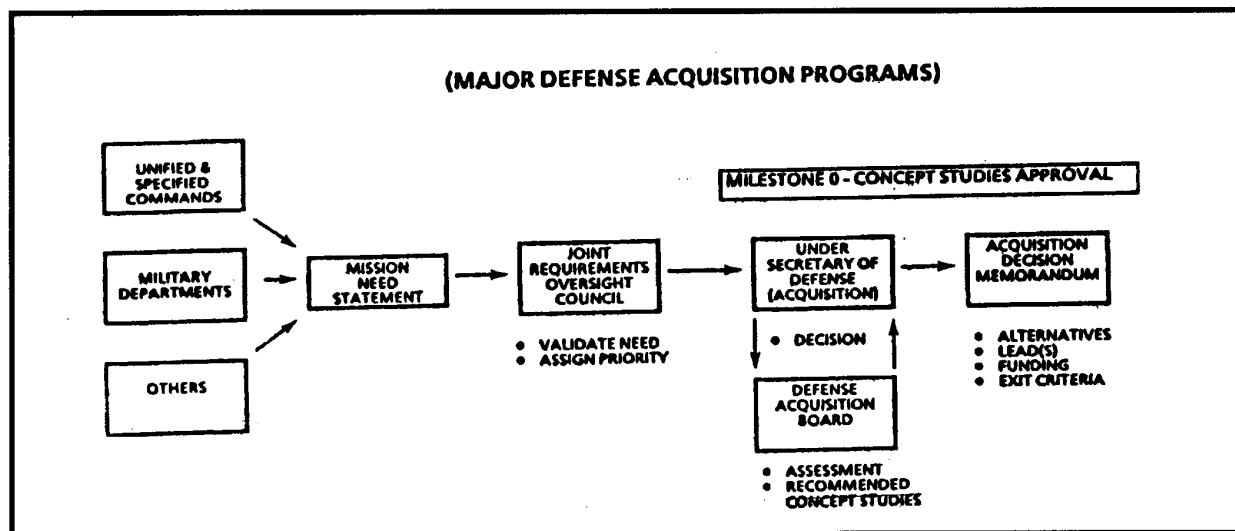 (MAJOR DEFENSE ACQUISITION PROGRAMS)
UNIFIED &
SPECIFIED
COMMANDS
MILITARY
DEPARTMENTS
OTHERS
MISSION
NEED
STATEMENT
JOINT
REQUIREMENTS
OVERSIGHT
COUNCIL
• VALIDATE NEED
• ASSIGN PRIORITY
MILESTONE 0 - CONCEPT STUDIES APPROVAL
UNDER
SECRETARY OF
DEFENSE
(ACQUISITION)
• DECISION
DEFENSE
ACQUISITION
BOARD
• ASSESSMENT
• RECOMMENDED
CONCEPT STUDIES
ACQUISITION
DECISION
MEMORANDUM
• ALTERNATIVES
• LEAD(S)
• FUNDING
• EXIT CRITERIA